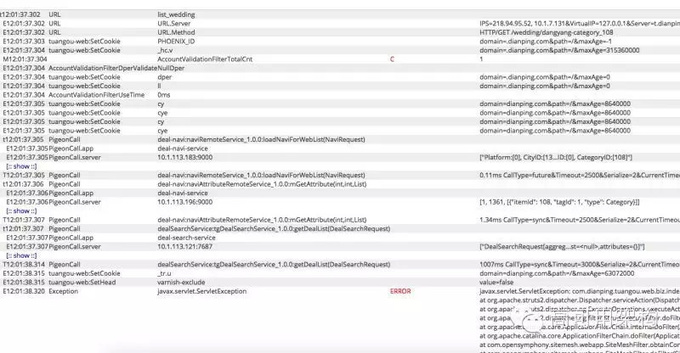 t12:01:37.302 URL list_wedding
E12:01:37.302 URL URL.Server IPS=218.94.95.52, 10.1.7.131&VirtualIP=127.0.0.1&Server=t.dianpin
E12:01:37.302 URL URL.Method HTTP/GET /wedding/dangyang-category_108
E12:01:37.303 tuangou-web:SetCookie PHOENIX_ID domain=.dianping.com&path=/&maxAge=-1
E12:01:37.304 tuangou-web:SetCookie _hc.v domain=.dianping.com&path=/&maxAge=315360000
M12:01:37.304 AccountValidationFilterTotalCnt C 1
E12:01:37.304 AccountValidationFilterDperValidate NullDper
E12:01:37.304 tuangou-web:SetCookie dper domain=.dianping.com&path=/&maxAge=0
E12:01:37.304 tuangou-web:SetCookie ll domain=.dianping.com&path=/&maxAge=0
E12:01:37.304 AccountValidationFilterUseTime 0ms
E12:01:37.305 tuangou-web:SetCookie cy domain=dianping.com&path=/&maxAge=8640000
E12:01:37.305 tuangou-web:SetCookie cye domain=dianping.com&path=/&maxAge=8640000
E12:01:37.305 tuangou-web:SetCookie cy domain=dianping.com&path=/&maxAge=8640000
E12:01:37.305 tuangou-web:SetCookie cye domain=dianping.com&path=/&maxAge=8640000
t12:01:37.305 PigeonCall deal-navi:naviRemoteService_1.0.0:loadNaviForWebList(NaviRequest)
E12:01:37.305 PigeonCall.app deal-navi-service
E12:01:37.305 PigeonCall.server 10.1.113.183:9000 ["Platform:[0], CityID:[13...ID:[0], CategoryID:[108]"]
[:: show ::]
T12:01:37.305 PigeonCall deal-navi:naviRemoteService_1.0.0:loadNaviForWebList(NaviRequest) 0.11ms CallType=future&Timeout=2500&Serialize=2&Current
t12:01:37.306 PigeonCall deal-navi:naviAttributeRemoteService_1.0.0:mGetAttribute(int,int,List)
E12:01:37.306 PigeonCall.app deal-navi-service
E12:01:37.306 PigeonCall.server 10.1.113.196:9000 [1, 1361, [{"itemId": 108, "tagId": 1, "type": Category}]]
[:: show ::]
T12:01:37.307 PigeonCall deal-navi:naviAttributeRemoteService_1.0.0:mGetAttribute(int,int,List) 1.34ms CallType=sync&Timeout=2500&Serialize=2&CurrentTi
t12:01:37.307 PigeonCall dealSearchService:tgDealSearchService_1.0.0:getDealList(DealSearchRequest)
E12:01:37.307 PigeonCall.app deal-search-service
E12:01:37.307 PigeonCall.server 10.1.113.121:7687 ["DealSearchRequest{aggreg...st=<null>,attributes={}]"]
[:: show ::]
T12:01:38.314 PigeonCall dealSearchService:tgDealSearchService_1.0.0:getDealList(DealSearchRequest) 1007ms CallType=sync&Timeout=3000&Serialize=2&CurrentT
E12:01:38.315 tuangou-web:SetCookie _tr.u domain=.dianping.com&path=/&maxAge=63072000
E12:01:38.315 tuangou-web:SetHead varnish-exclude value=false
E12:01:38.320 Exception javax.servlet.ServletException ERROR javax.servlet.ServletException: com.dianping.tuangou.web.biz.inde
at org.apache.struts2.dispatcher.Dispatcher.serviceAction(Dispatch
at org.apache.struts2.dispatcher
at org.apache.catalina.core.ApplicationFilterChain.internalDoFilter
at org.apache.catalina.core.ApplicationFilterChain.doFilter
at com.opensymphony.sitemesh.webapp.SiteMeshFilter.obtainCon